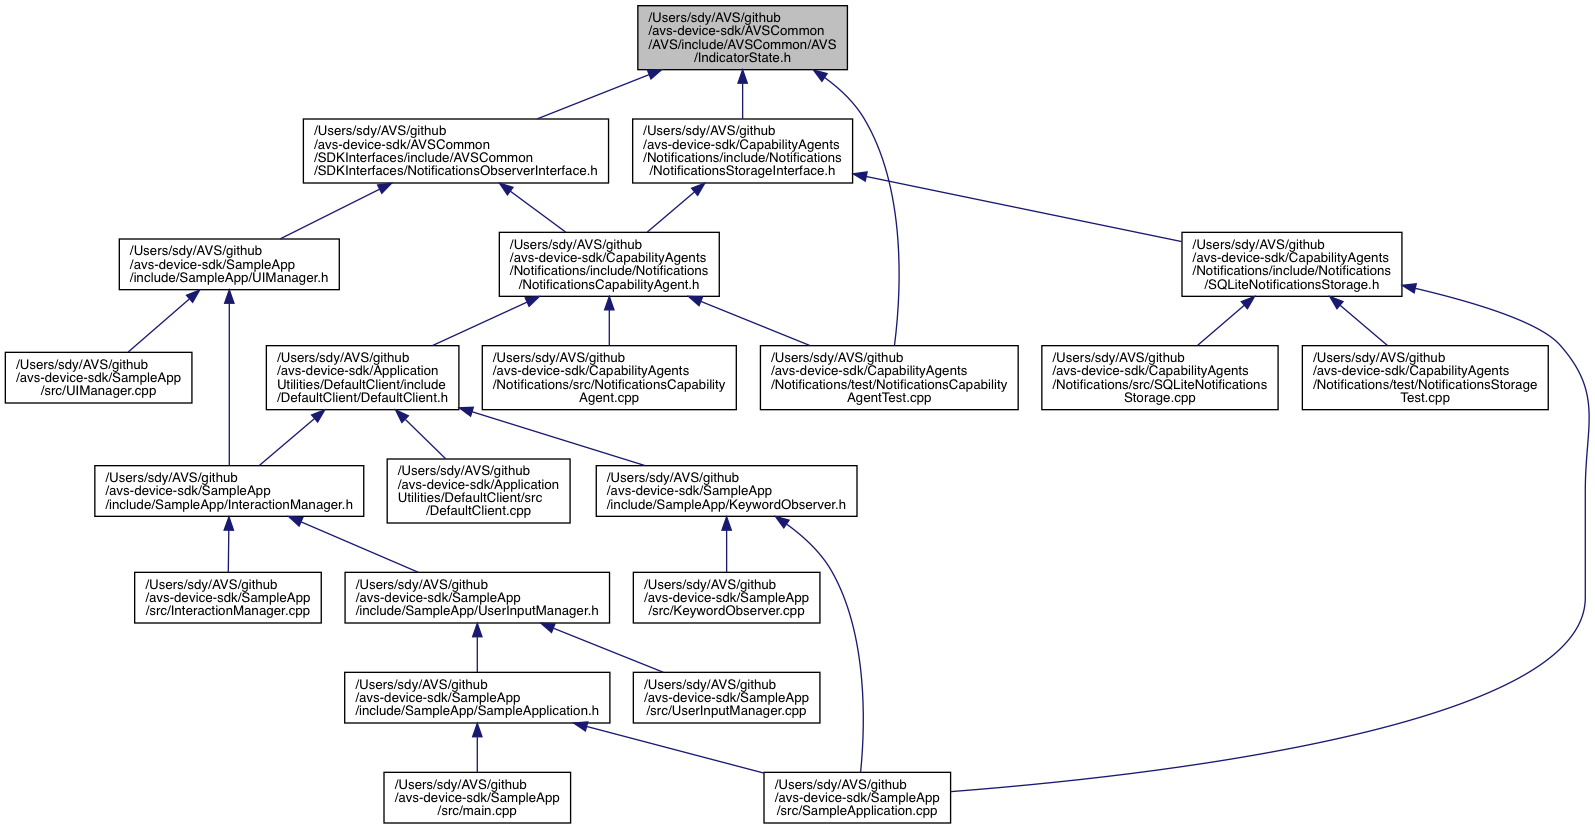 /Users/sdy/AVS/github
/avs-device-sdk/AVSCommon
/AVS/include/AVSCommon/AVS
/IndicatorState.h
/Users/sdy/AVS/github
/avs-device-sdk/AVSCommon
/SDKInterfaces/include/AVSCommon
/SDKInterfaces/NotificationsObserverInterface.h
/Users/sdy/AVS/github
/avs-device-sdk/CapabilityAgents
/Notifications/include/Notifications
/NotificationsStorageInterface.h
/Users/sdy/AVS/github
/avs-device-sdk/SampleApp
/include/SampleApp/UIManager.h
/Users/sdy/AVS/github
/avs-device-sdk/CapabilityAgents
/Notifications/include/Notifications
/NotificationsCapabilityAgent.h
/Users/sdy/AVS/github
/avs-device-sdk/CapabilityAgents
/Notifications/include/Notifications
/SQLiteNotificationsStorage.h
/Users/sdy/AVS/github
/avs-device-sdk/SampleApp
/src/UIManager.cpp
/Users/sdy/AVS/github
/avs-device-sdk/Application
Utilities/DefaultClient/include
/DefaultClient/DefaultClient.h
/Users/sdy/AVS/github
/avs-device-sdk/CapabilityAgents
/Notifications/src/NotificationsCapability
Agent.cpp
/Users/sdy/AVS/github
/avs-device-sdk/CapabilityAgents
/Notifications/test/NotificationsCapability
AgentTest.cpp
/Users/sdy/AVS/github
/avs-device-sdk/CapabilityAgents
/Notifications/src/SQLiteNotifications
Storage.cpp
/Users/sdy/AVS/github
/avs-device-sdk/CapabilityAgents
/Notifications/test/NotificationsStorage
Test.cpp
/Users/sdy/AVS/github
/avs-device-sdk/SampleApp
/include/SampleApp/InteractionManager.h
/Users/sdy/AVS/github
/avs-device-sdk/Application
Utilities/DefaultClient/src
/DefaultClient.cpp
/Users/sdy/AVS/github
/avs-device-sdk/SampleApp
/include/SampleApp/KeywordObserver.h
/Users/sdy/AVS/github
/avs-device-sdk/SampleApp
/src/InteractionManager.cpp
/Users/sdy/AVS/github
/avs-device-sdk/SampleApp
/include/SampleApp/UserInputManager.h
/Users/sdy/AVS/github
/avs-device-sdk/SampleApp
/src/KeywordObserver.cpp
/Users/sdy/AVS/github
/avs-device-sdk/SampleApp
/include/SampleApp/SampleApplication.h
/Users/sdy/AVS/github
/avs-device-sdk/SampleApp
/src/UserInputManager.cpp
/Users/sdy/AVS/github
/avs-device-sdk/SampleApp
/src/main.cpp
/Users/sdy/AVS/github
/avs-device-sdk/SampleApp
/src/SampleApplication.cpp